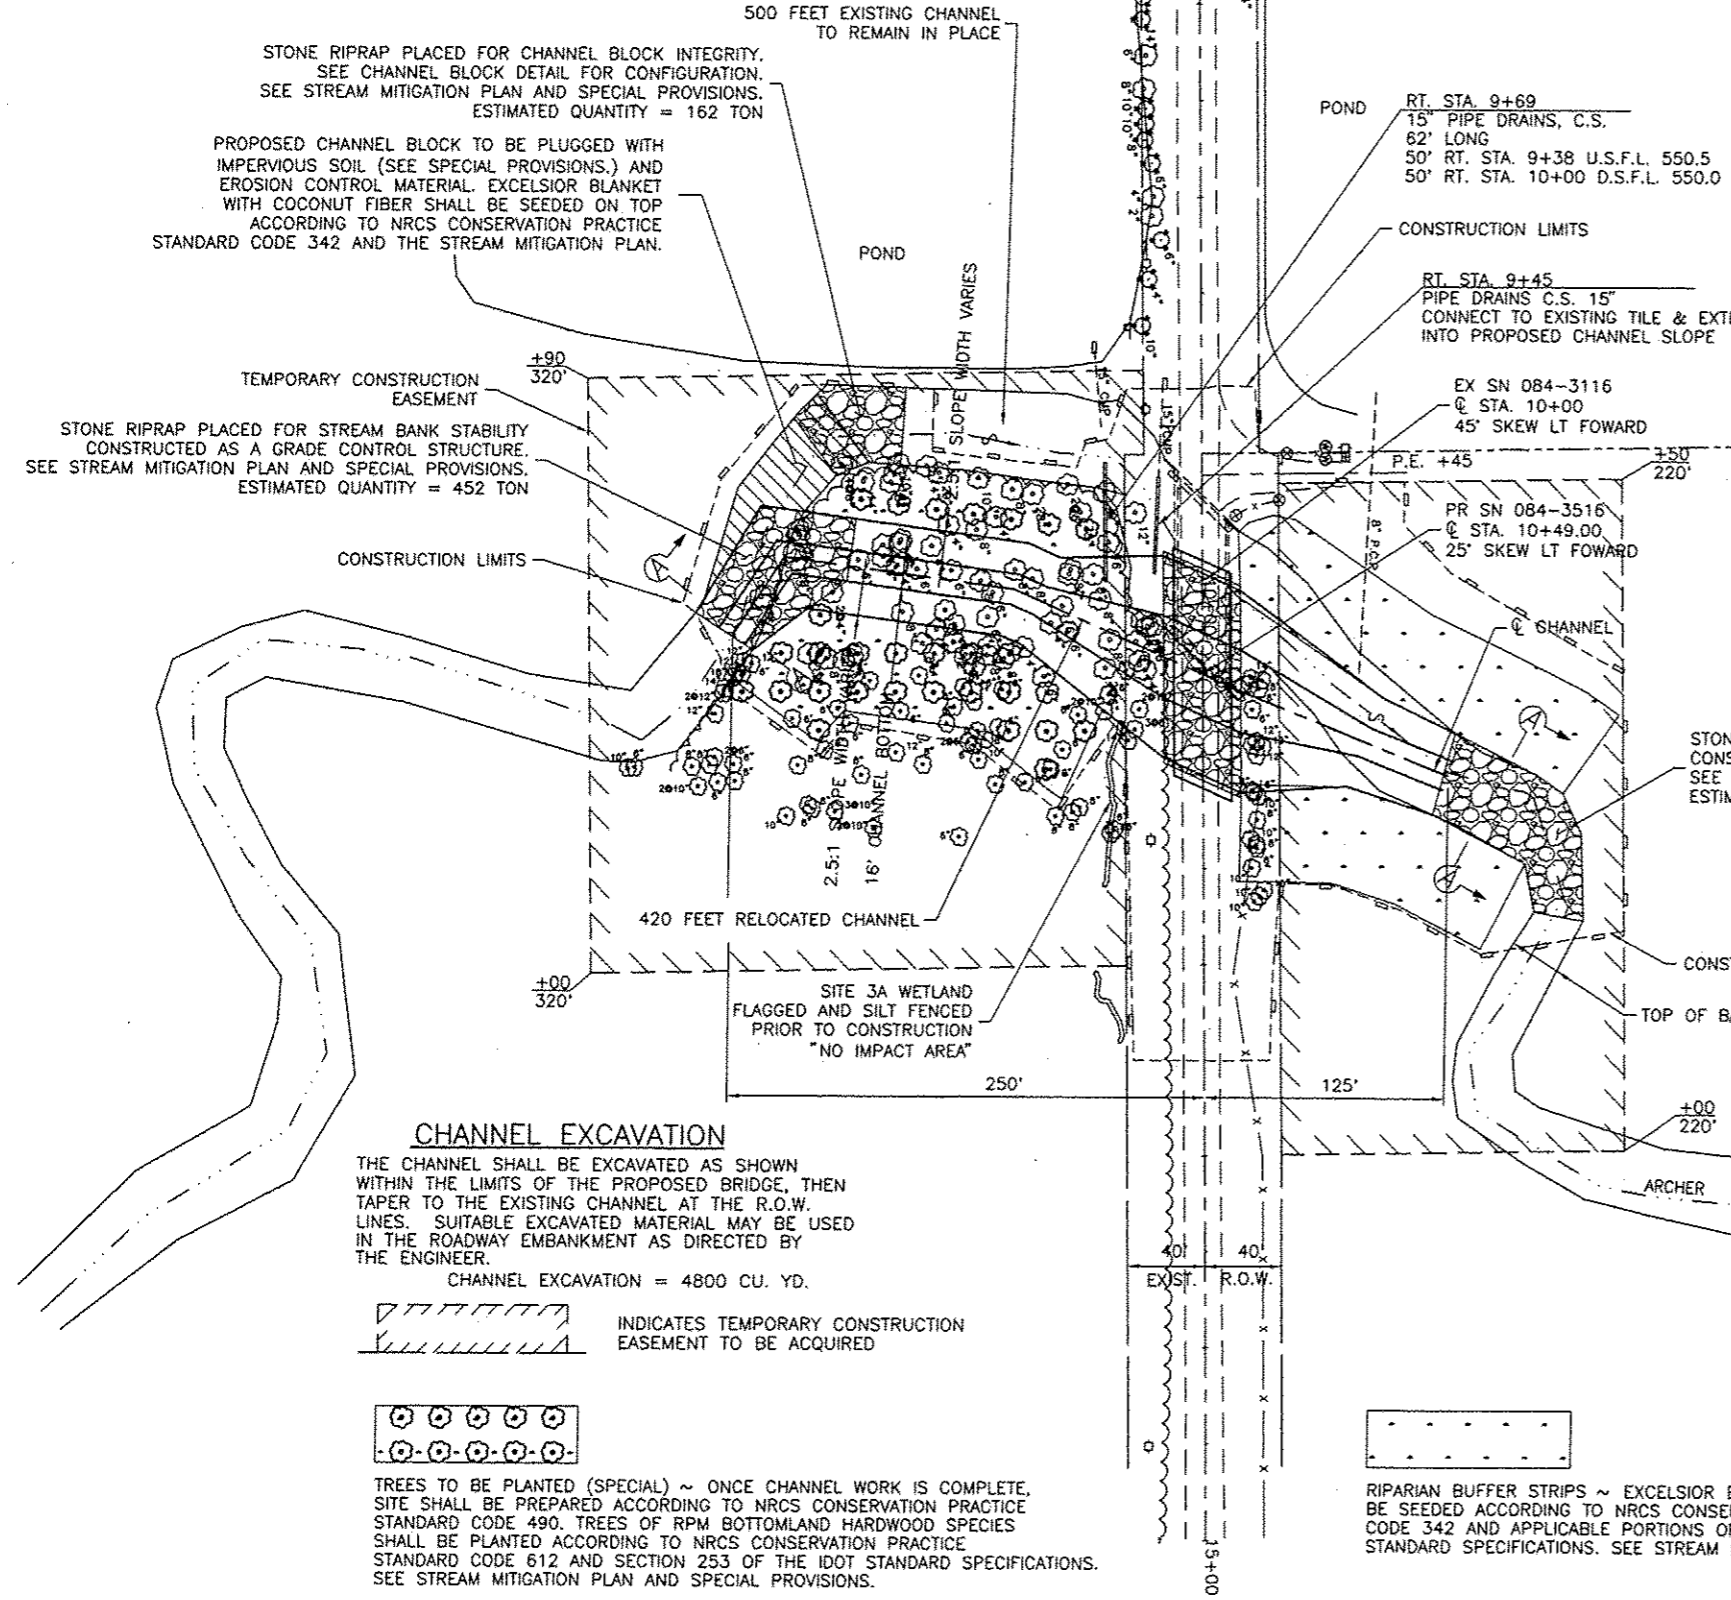 500 FEET EXISTING CHANNEL
TO REMAIN IN PLACE
STONE RIPRAP PLACED FOR CHANNEL BLOCK INTEGRITY.
SEE CHANNEL BLOCK DETAIL FOR CONFIGURATION.
SEE STREAM MITIGATION PLAN AND SPECIAL PROVISIONS.
ESTIMATED QUANTITY = 162 TON
PROPOSED CHANNEL BLOCK TO BE PLUGGED WITH
IMPERVIOUS SOIL (SEE SPECIAL PROVISIONS.) AND
EROSION CONTROL MATERIAL. EXCELSIOR BLANKET
WITH COCONUT FIBER SHALL BE SEEDED ON TOP
ACCORDING TO NRCS CONSERVATION PRACTICE
STANDARD CODE 342 AND THE STREAM MITIGATION PLAN.
POND
POND
RT. STA. 9+69
15" PIPE DRAINS, C.S.
62' LONG
50' RT. STA. 9+38 U.S.F.L. 550.5
50' RT. STA. 10+00 D.S.F.L. 550.0
CONSTRUCTION LIMITS
RT. STA. 9+45
PIPE DRAINS C.S. 15"
CONNECT TO EXISTING TILE & EXT
INTO PROPOSED CHANNEL SLOPE
+90
320'
TEMPORARY CONSTRUCTION
EASEMENT
EX SN 084-3116
℄ STA. 10+00
45' SKEW LT FOWARD
STONE RIPRAP PLACED FOR STREAM BANK STABILITY
CONSTRUCTED AS A GRADE CONTROL STRUCTURE.
SEE STREAM MITIGATION PLAN AND SPECIAL PROVISIONS.
ESTIMATED QUANTITY = 452 TON
P.E. +45
+50
220'
PR SN 084-3516
℄ STA. 10+49.00
25' SKEW LT FOWARD
CONSTRUCTION LIMITS
SLOPE WIDTH VARIES
2.5:1
16' CHANNEL BOTTOM
8" PCP
A
A
A
℄ CHANNEL
STON
CONS
SEE
ESTIM
420 FEET RELOCATED CHANNEL
+00
320'
SITE 3A WETLAND
FLAGGED AND SILT FENCED
PRIOR TO CONSTRUCTION
"NO IMPACT AREA"
CONS
TOP OF B
250'
125'
+00
220'
ARCHER
CHANNEL EXCAVATION
THE CHANNEL SHALL BE EXCAVATED AS SHOWN
WITHIN THE LIMITS OF THE PROPOSED BRIDGE, THEN
TAPER TO THE EXISTING CHANNEL AT THE R.O.W.
LINES. SUITABLE EXCAVATED MATERIAL MAY BE USED
IN THE ROADWAY EMBANKMENT AS DIRECTED BY
THE ENGINEER.
CHANNEL EXCAVATION = 4800 CU. YD.
40' 40'
EXIST. R.O.W.
INDICATES TEMPORARY CONSTRUCTION
EASEMENT TO BE ACQUIRED
TREES TO BE PLANTED (SPECIAL) ~ ONCE CHANNEL WORK IS COMPLETE,
SITE SHALL BE PREPARED ACCORDING TO NRCS CONSERVATION PRACTICE
STANDARD CODE 490. TREES OF RPM BOTTOMLAND HARDWOOD SPECIES
SHALL BE PLANTED ACCORDING TO NRCS CONSERVATION PRACTICE
STANDARD CODE 612 AND SECTION 253 OF THE IDOT STANDARD SPECIFICATIONS.
SEE STREAM MITIGATION PLAN AND SPECIAL PROVISIONS.
15+00
RIPARIAN BUFFER STRIPS ~ EXCELSIOR
BE SEEDED ACCORDING TO NRCS CONSE
CODE 342 AND APPLICABLE PORTIONS O
STANDARD SPECIFICATIONS. SEE STREAM